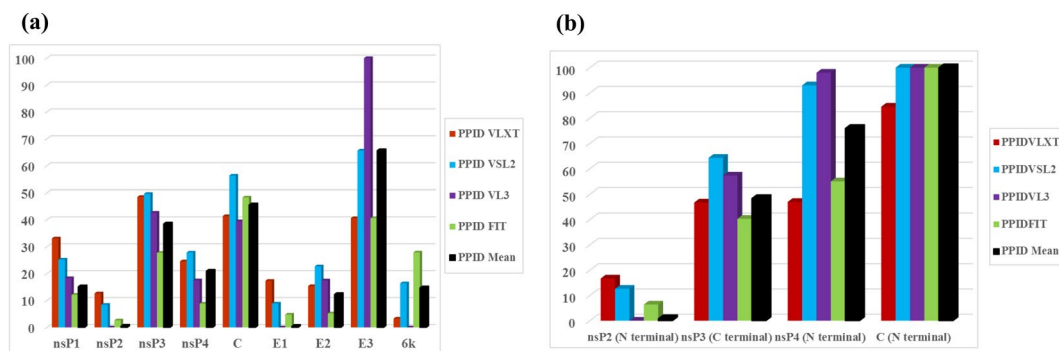 (a)
100
90
80
70
60
50
40
30
20
10
0
nsP1 nsP2 nsP3 nsP4 C E1 E2 E3 6k
PPID VLXT
PPID VSL2
PPID VL3
PPID FIT
PPID Mean
(b)
100
90
80
70
60
50
40
30
20
10
0
nsP2 (N terminal) nsP3 (C terminal) nsP4 (N terminal) C (N terminal)
PPIDVLXT
PPIDVSL2
PPIDVL3
PPIDFIT
PPID Mean